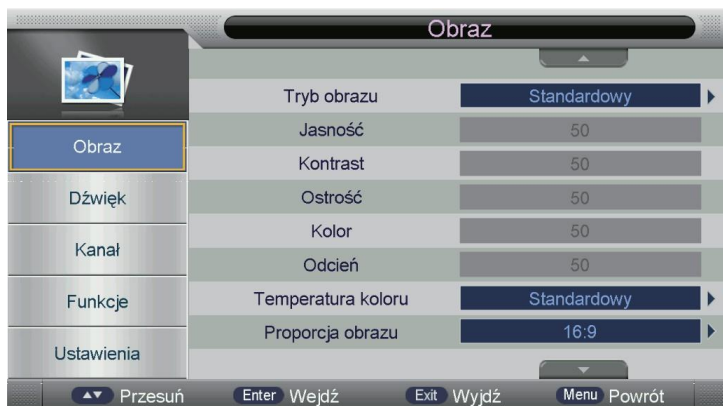 Obraz
Tryb obrazu Standardowy
Jasność 50
Kontrast 50
Ostrość 50
Kolor 50
Odcień 50
Temperatura koloru Standardowy
Proporcja obrazu 16:9
Obraz
Dźwięk
Kanał
Funkcje
Ustawienia
Przesuń Enter Wejdź Exit Wyjdź Menu Powrót